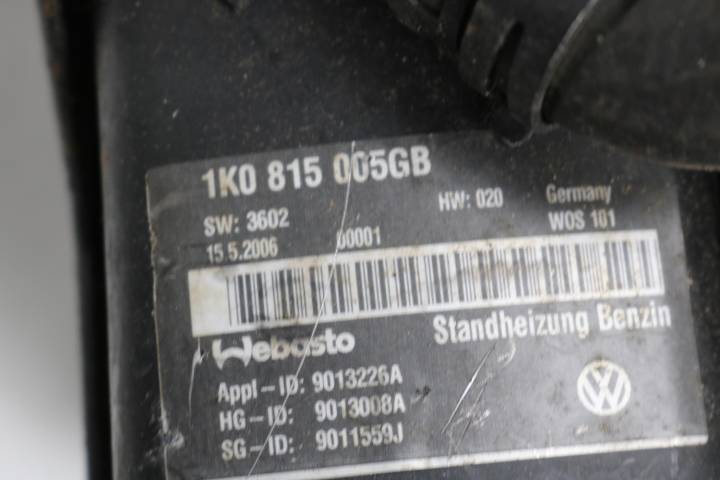 1K0 815 005GB
SW: 3602 HW: 020 Germany
15.5.2006 00001 WOS 101
Webasto Standheizung Benzin
Appl-ID: 9013226A
HG-ID: 9013008A
SG-ID: 9011559J